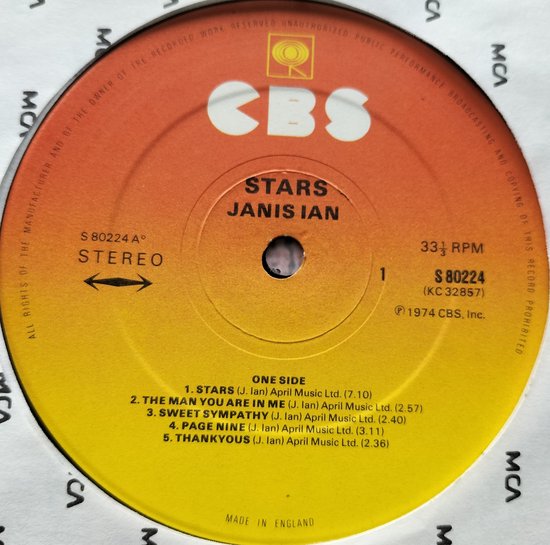 ALL RIGHTS OF THE MANUFACTURER AND OF THE OWNER OF THE RECORDED WORK RESERVED UNAUTHORIZED PUBLIC PERFORMANCE BROADCASTING AND COPYING OF THIS RECORD PROHIBITED
CBS
STARS
JANIS IAN
S 80224 A°
STEREO
33⅓ RPM
1
S 80224
(KC 32857)
℗ 1974 CBS, Inc.
ONE SIDE
1. STARS (J. Ian) April Music Ltd. (7.10)
2. THE MAN YOU ARE IN ME (J. Ian) April Music Ltd. (2.57)
3. SWEET SYMPATHY (J. Ian) April Music Ltd. (2.40)
4. PAGE NINE (J. Ian) April Music Ltd. (3.11)
5. THANKYOUS (J. Ian) April Music Ltd. (2.36)
MADE IN ENGLAND
MCA
MCA
MCA
MCA
MCA